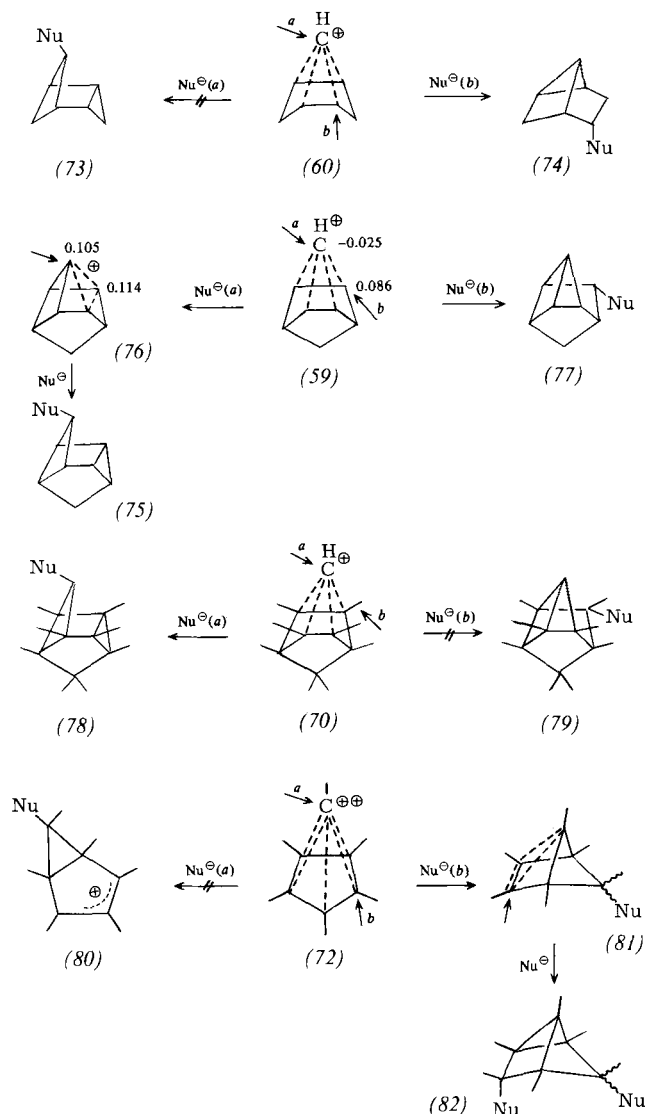 H
a
C⊕
Nu
Nu⊖(a)
Nu⊖(b)
b
Nu
(73)
(60)
(74)
H⊕
a
C
-0.025
0.105
⊕
0.114
0.086
Nu⊖(a)
Nu⊖(b)
b
Nu
(76)
(59)
(77)
Nu⊖
Nu
(75)
H
a
C⊕
Nu
Nu⊖(a)
b
Nu⊖(b)
Nu
(78)
(70)
(79)
a
C⊕⊕
Nu
Nu⊖(a)
Nu⊖(b)
⊕
b
Nu
(80)
(72)
(81)
Nu⊖
(82)
Nu
Nu